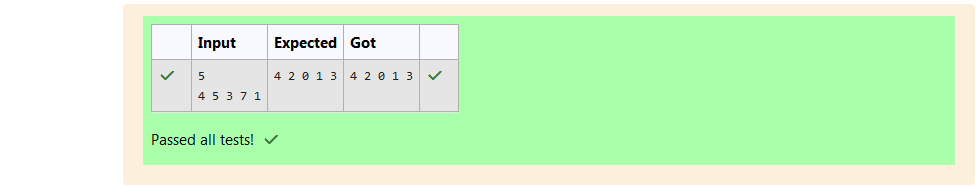 Input Expected Got
5 4 2 0 1 3 4 2 0 1 3
4 5 3 7 1
Passed all tests!